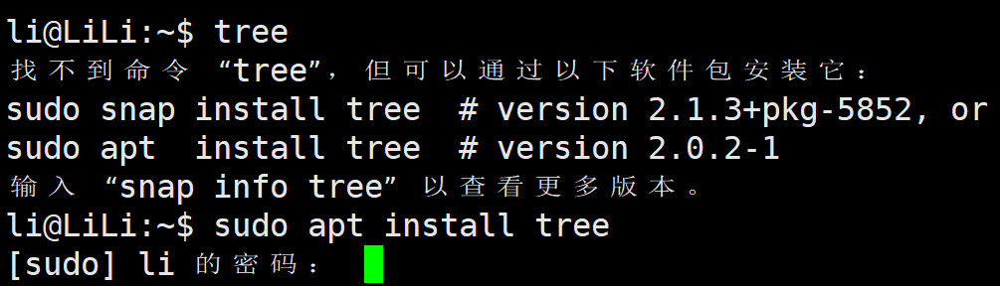 li@LiLi:~$ tree
找不到命令 “tree”，但可以通过以下软件包安装它：
sudo snap install tree  # version 2.1.3+pkg-5852, or
sudo apt  install tree  # version 2.0.2-1
输入 “snap info tree” 以查看更多版本。
li@LiLi:~$ sudo apt install tree
[sudo] li 的密码：